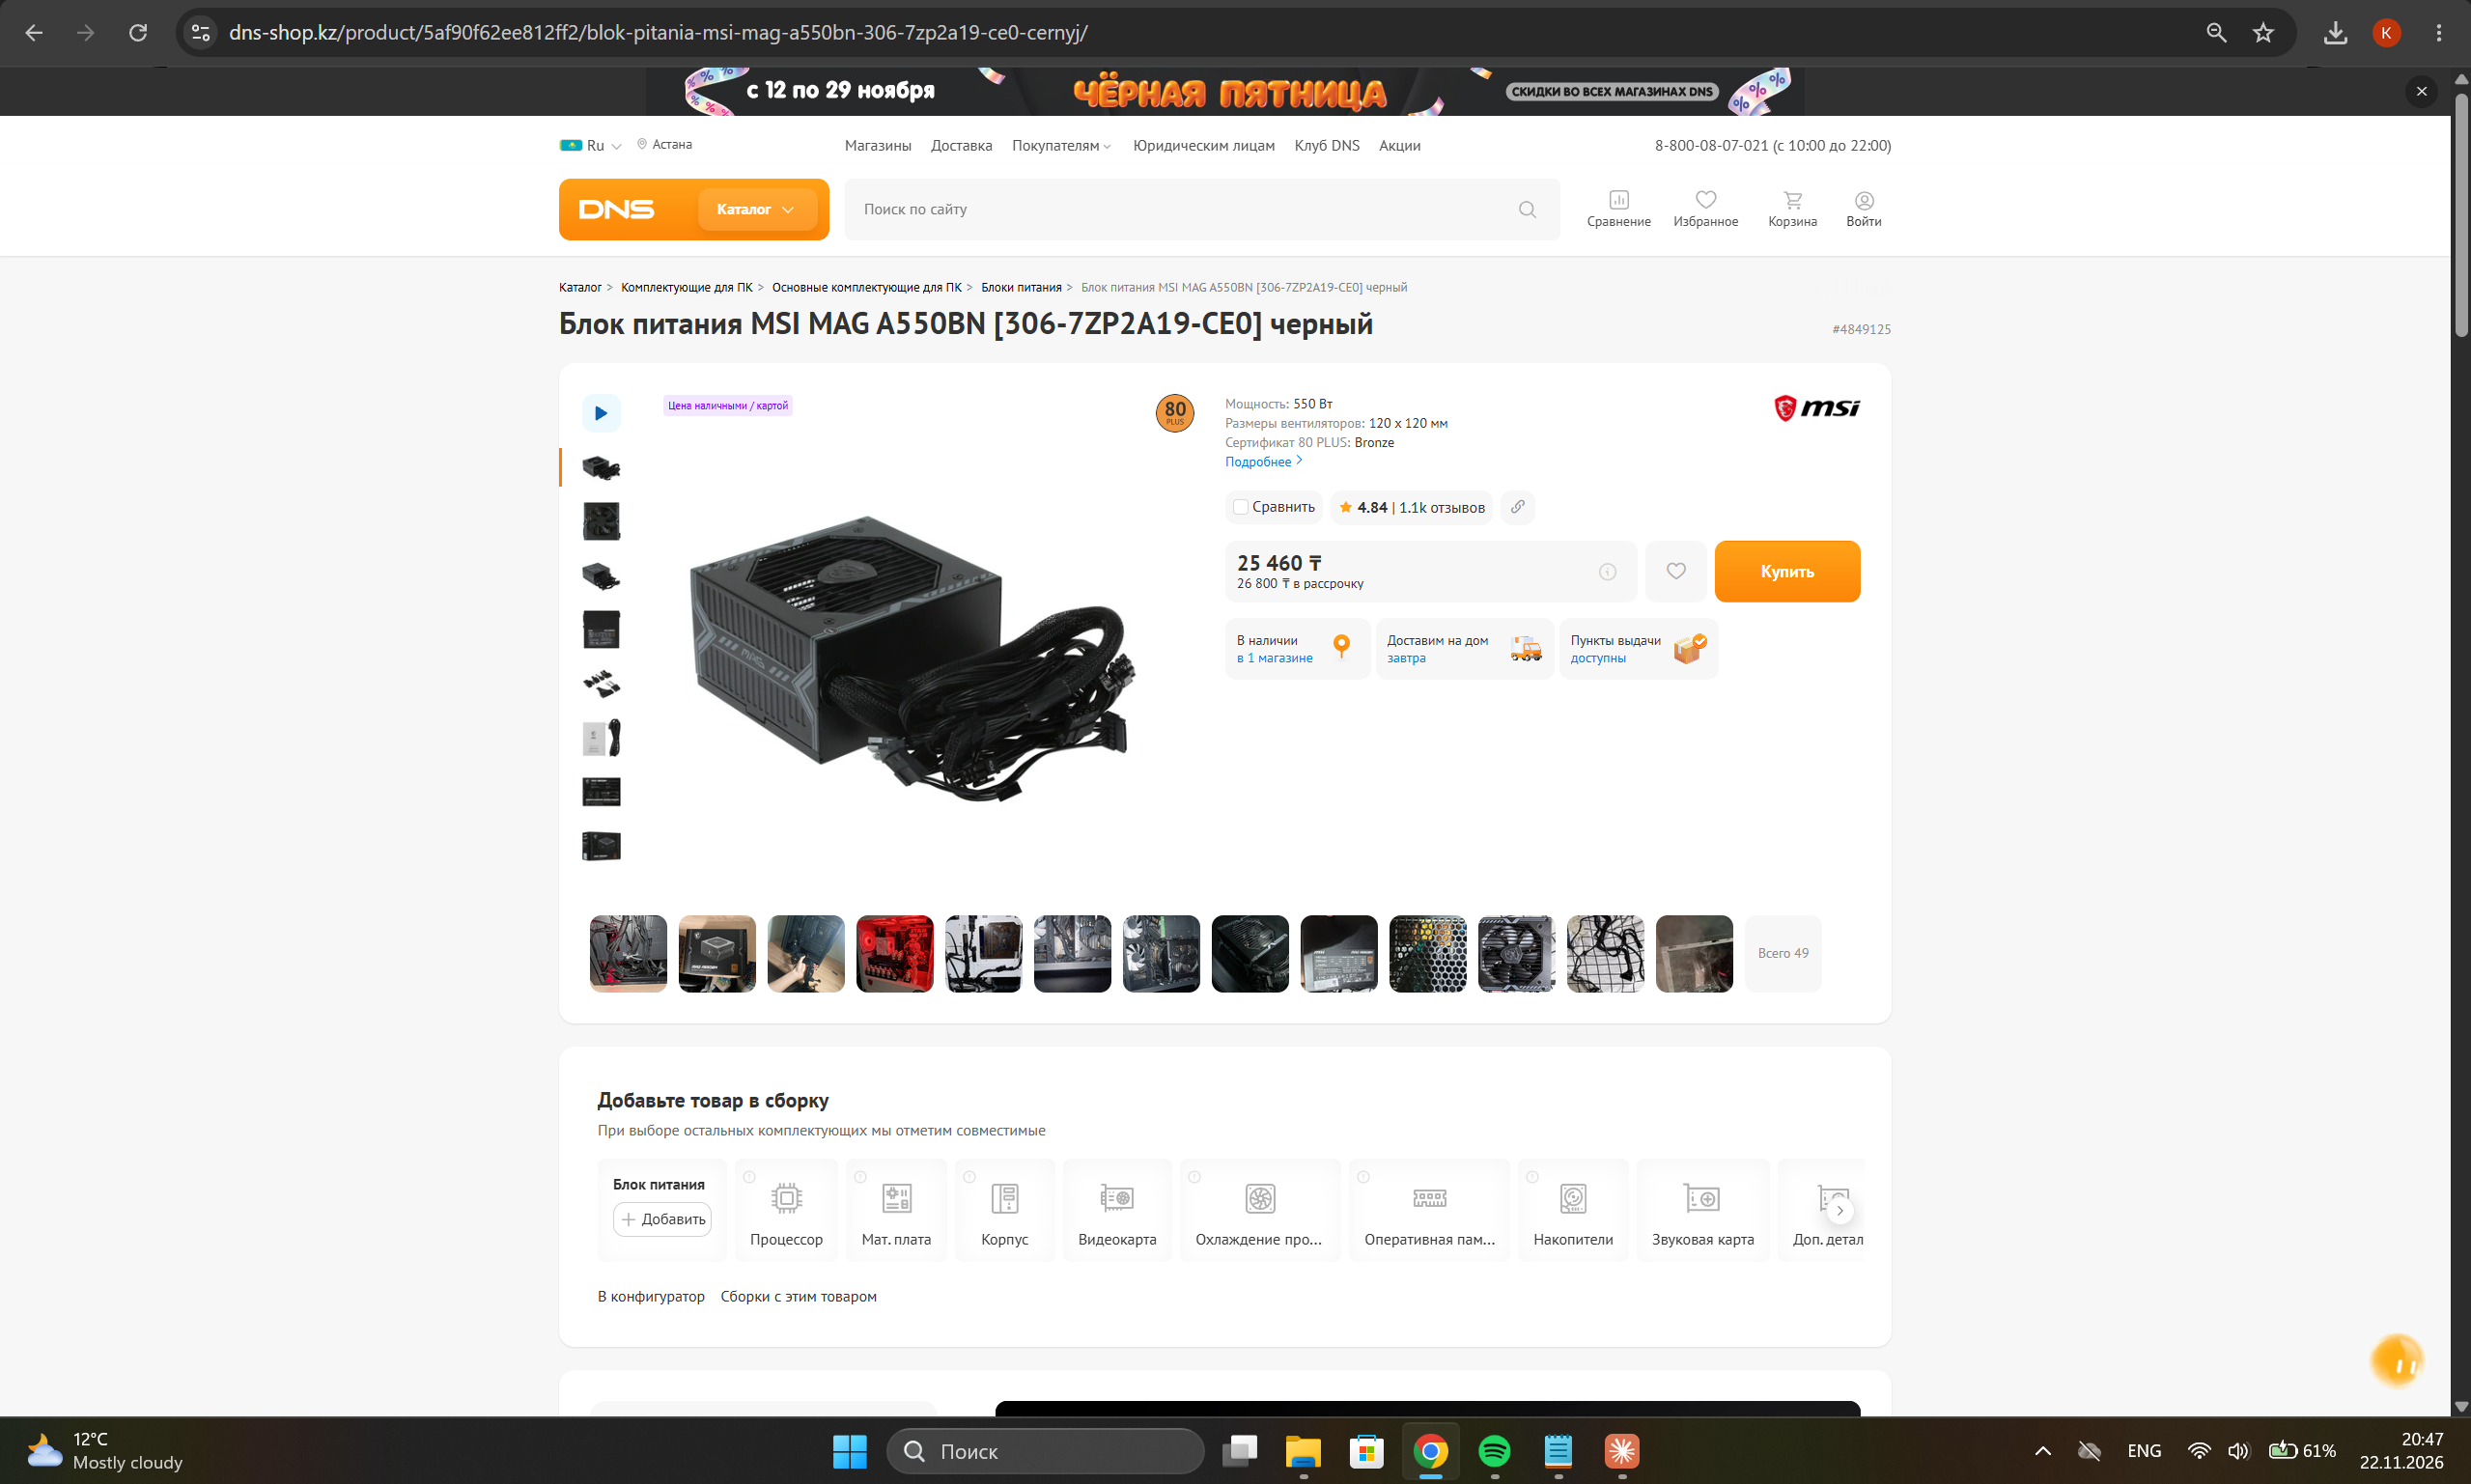 dns-shop.kz/product/5af90f62ee812ff2/blok-pitania-msi-mag-a550bn-306-7zp2a19-ce0-cernyj/
K
с 12 по 29 ноября
ЧЁРНАЯ ПЯТНИЦА
СКИДКИ ВО ВСЕХ МАГАЗИНАХ DNS
Ru
Астана
Магазины
Доставка
Покупателям
Юридическим лицам
Клуб DNS
Акции
8-800-08-07-021 (с 10:00 до 22:00)
DNS
Каталог
Поиск по сайту
Сравнение
Избранное
Корзина
Войти
Каталог > Комплектующие для ПК > Основные комплектующие для ПК > Блоки питания > Блок питания MSI MAG A550BN [306-7ZP2A19-CE0] черный
Блок питания MSI MAG A550BN [306-7ZP2A19-CE0] черный
#4849125
Цена наличными / картой
80
PLUS
Мощность: 550 Вт
Размеры вентиляторов: 120 x 120 мм
Сертификат 80 PLUS: Bronze
Подробнее
msi
Сравнить
4.84 | 1.1k отзывов
25 460 ₸
26 800 ₸ в рассрочку
Купить
В наличии
в 1 магазине
Доставим на дом
завтра
Пункты выдачи
доступны
Всего 49
Добавьте товар в сборку
При выборе остальных комплектующих мы отметим совместимые
Блок питания
Добавить
Процессор
Мат. плата
Корпус
Видеокарта
Охлаждение про...
Оперативная пам...
Накопители
Звуковая карта
Доп. детал
В конфигуратор
Сборки с этим товаром
12°C
Mostly cloudy
Поиск
ENG
61%
20:47
22.11.2026